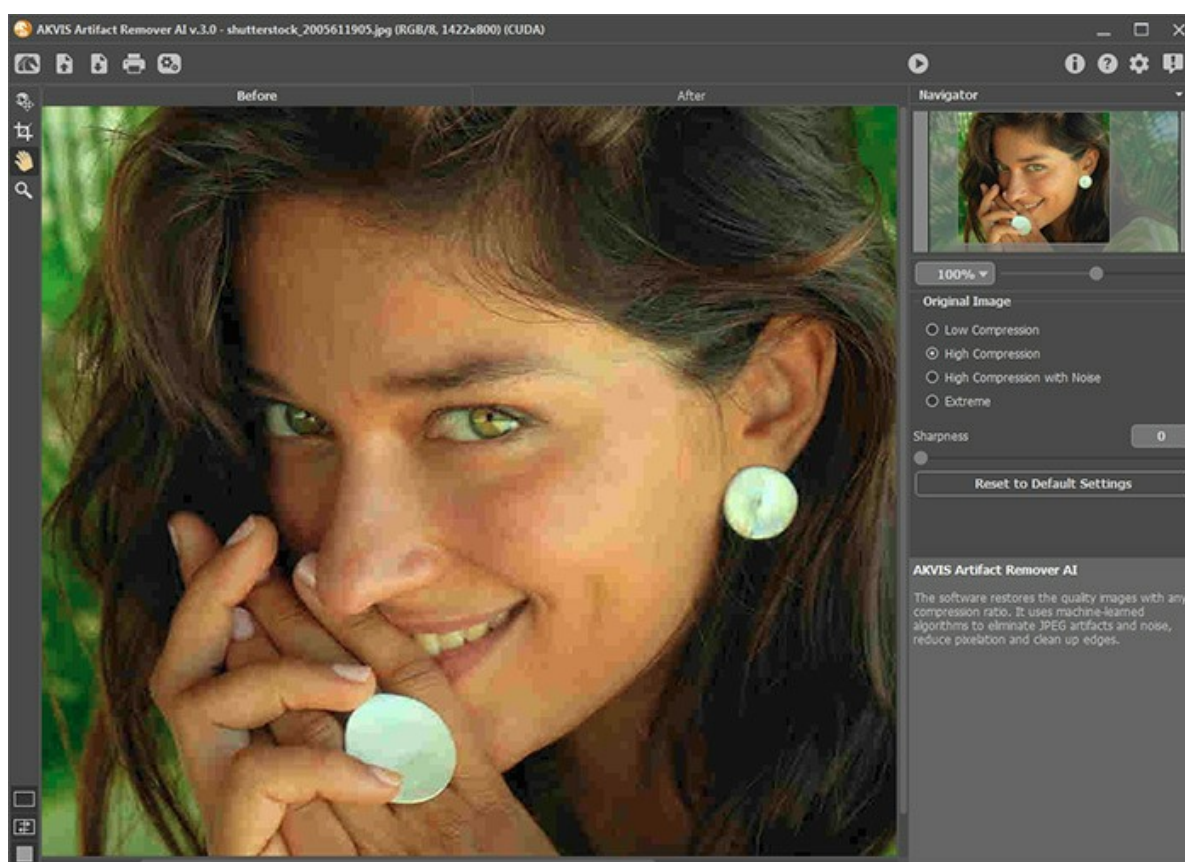 AKVIS Artifact Remover AI v.3.0 - shutterstock_2005611905.jpg (RGB/8, 1422x800) (CUDA)
Before
After
Navigator
100%
Original Image
Low Compression
High Compression
High Compression with Noise
Extreme
Sharpness
0
Reset to Default Settings
AKVIS Artifact Remover AI
The software restores the quality images with any
compression ratio. It uses machine-learned
algorithms to eliminate JPEG artifacts and noise,
reduce pixelation and clean up edges.